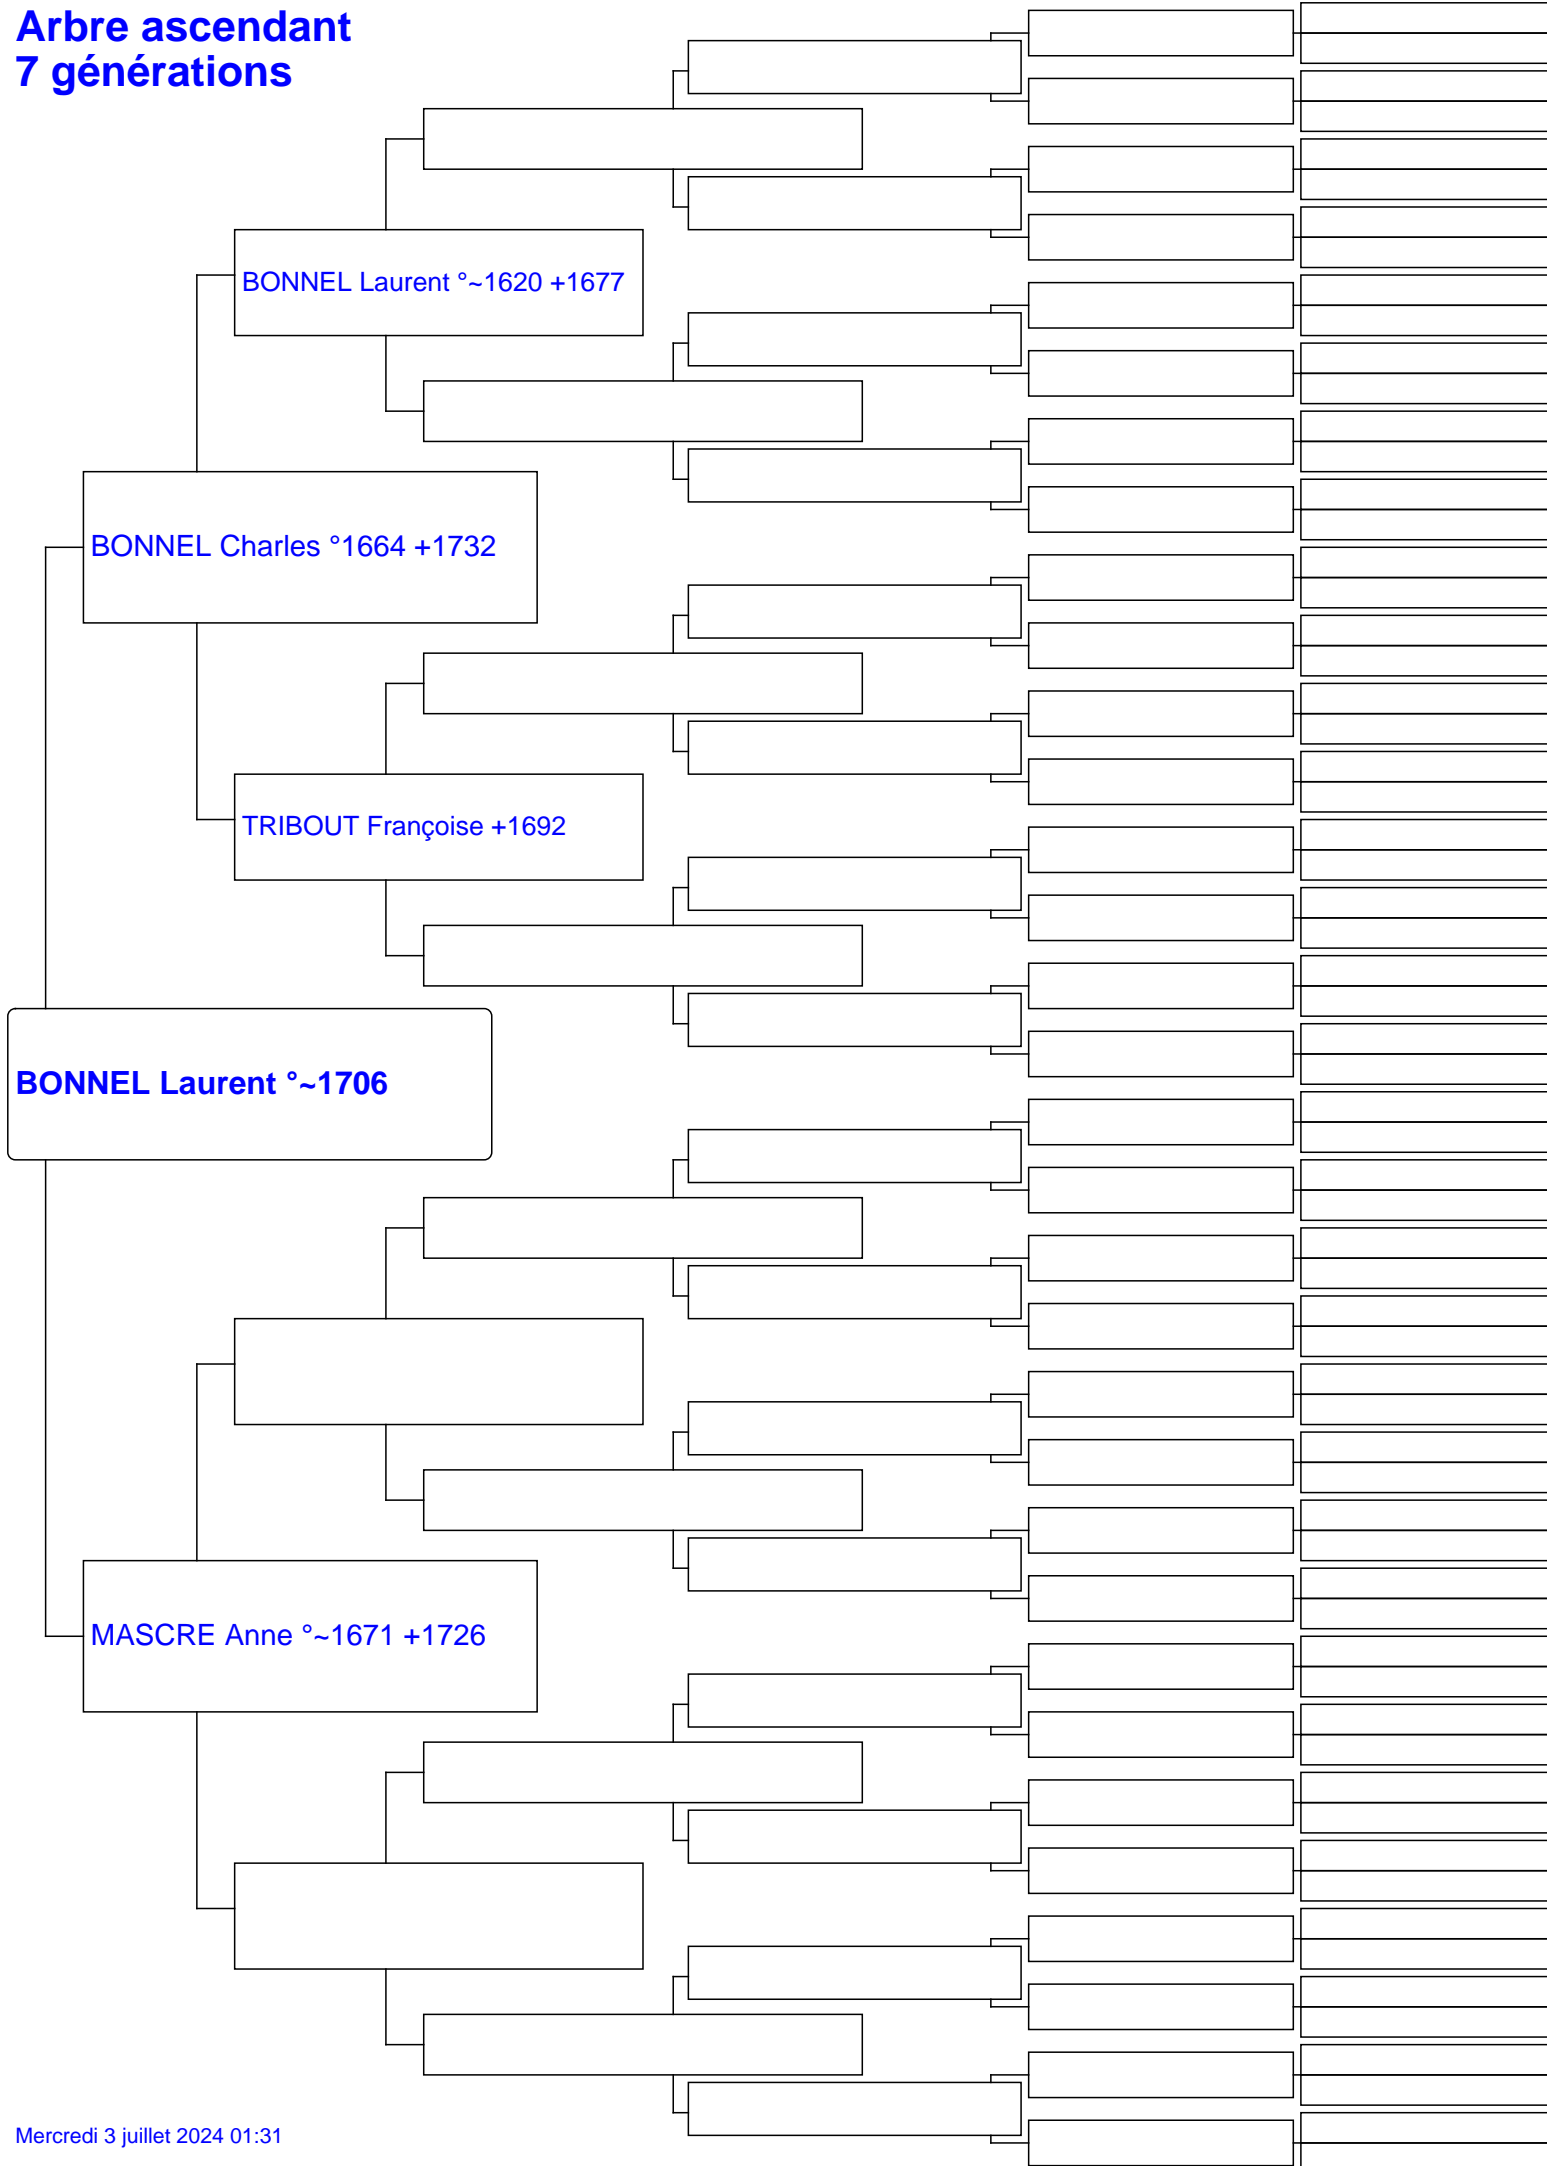 Arbre ascendant
7 générations
BONNEL Laurent °~1620 +1677
BONNEL Charles °1664 +1732
TRIBOUT Françoise +1692
BONNEL Laurent °~1706
MASCRE Anne °~1671 +1726
Mercredi 3 juillet 2024 01:31